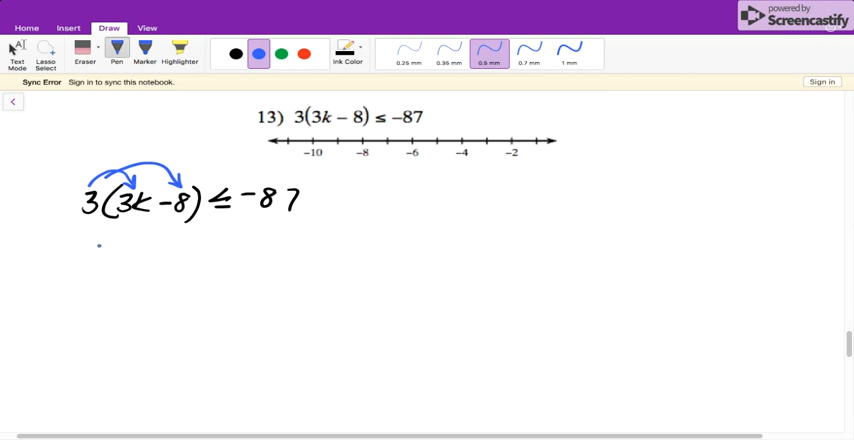 Home Insert Draw View
powered by
Screencastify
Text Mode Lasso Select Eraser Pen Marker Highlighter Ink Color 0.25 mm 0.35 mm 0.5 mm 0.7 mm 1 mm
Sync Error Sign in to sync this notebook. Sign in
13) 3(3k – 8) ≤ –87
–10 –8 –6 –4 –2
3(3k -8) ≤ -87